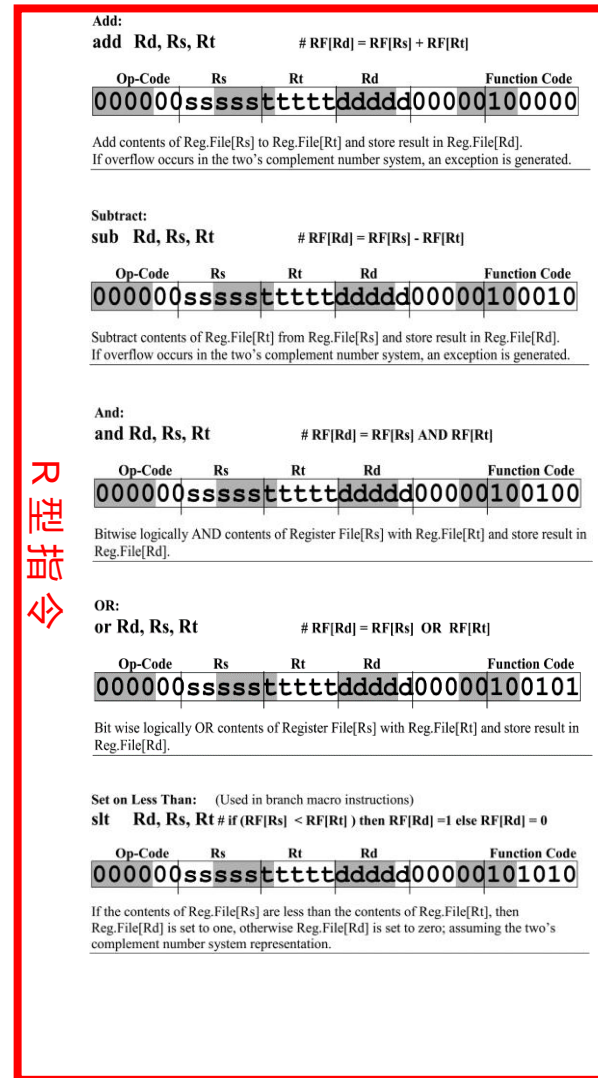 Add:
add Rd, Rs, Rt # RF[Rd] = RF[Rs] + RF[Rt]
Op-Code Rs Rt Rd Function Code
000000ssssstttttddddd00000100000
Add contents of Reg.File[Rs] to Reg.File[Rt] and store result in Reg.File[Rd].
If overflow occurs in the two’s complement number system, an exception is generated.
Subtract:
sub Rd, Rs, Rt # RF[Rd] = RF[Rs] - RF[Rt]
Op-Code Rs Rt Rd Function Code
000000ssssstttttddddd00000100010
Subtract contents of Reg.File[Rt] from Reg.File[Rs] and store result in Reg.File[Rd].
If overflow occurs in the two’s complement number system, an exception is generated.
And:
and Rd, Rs, Rt # RF[Rd] = RF[Rs] AND RF[Rt]
Op-Code Rs Rt Rd Function Code
000000ssssstttttddddd00000100100
Bitwise logically AND contents of Register File[Rs] with Reg.File[Rt] and store result in
Reg.File[Rd].
R型指令
OR:
or Rd, Rs, Rt # RF[Rd] = RF[Rs] OR RF[Rt]
Op-Code Rs Rt Rd Function Code
000000ssssstttttddddd00000100101
Bit wise logically OR contents of Register File[Rs] with Reg.File[Rt] and store result in
Reg.File[Rd].
Set on Less Than: (Used in branch macro instructions)
slt Rd, Rs, Rt # if (RF[Rs] < RF[Rt] ) then RF[Rd] =1 else RF[Rd] = 0
Op-Code Rs Rt Rd Function Code
000000ssssstttttddddd00000101010
If the contents of Reg.File[Rs] are less than the contents of Reg.File[Rt], then
Reg.File[Rd] is set to one, otherwise Reg.File[Rd] is set to zero; assuming the two’s
complement number system representation.